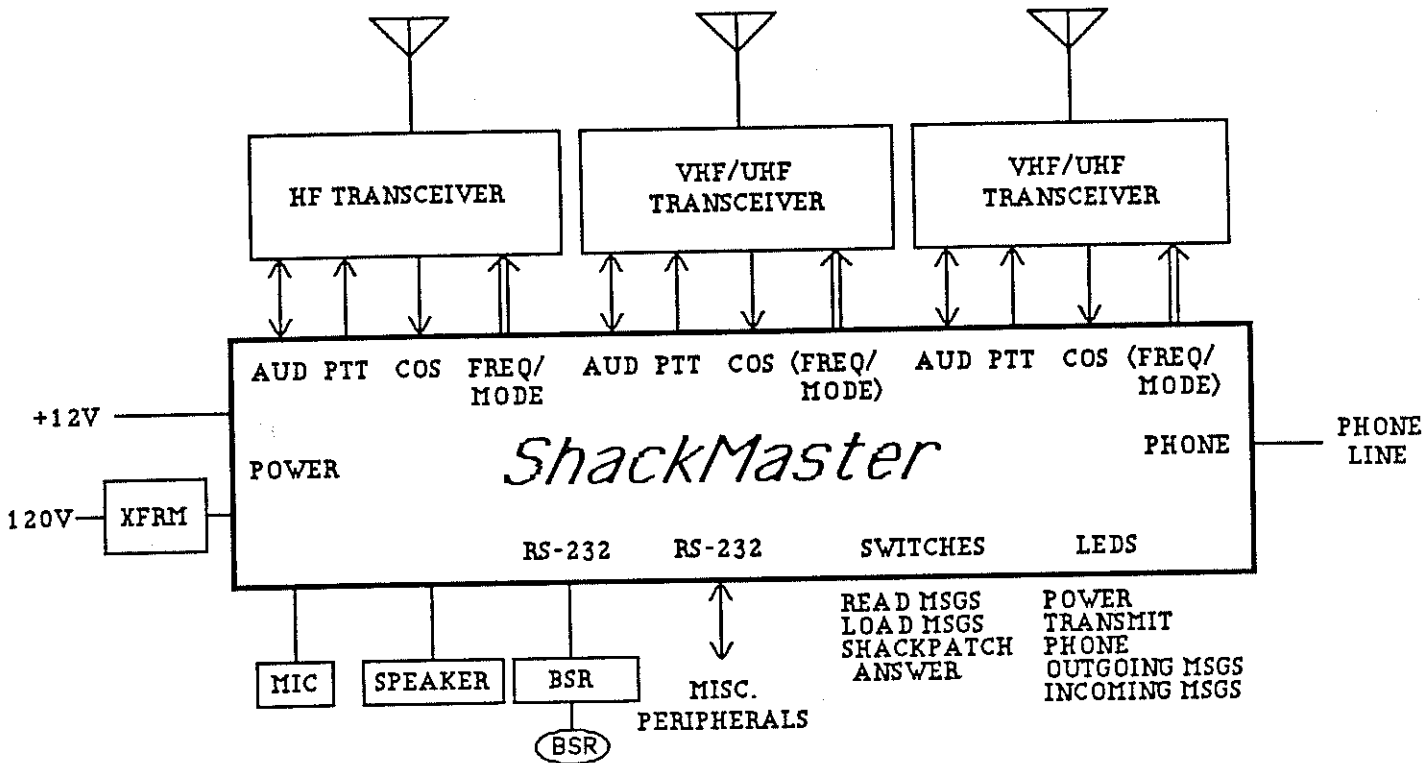 HF TRANSCEIVER
VHF/UHF
TRANSCEIVER
VHF/UHF
TRANSCEIVER
AUD PTT COS FREQ/
MODE
AUD PTT COS (FREQ/
MODE)
AUD PTT COS (FREQ/
MODE)
+12V
POWER
ShackMaster
PHONE
PHONE
LINE
120V
XFRM
RS-232
RS-232
SWITCHES
LEDS
READ MSGS
LOAD MSGS
SHACKPATCH
ANSWER
POWER
TRANSMIT
PHONE
OUTGOING MSGS
INCOMING MSGS
MIC
SPEAKER
BSR
MISC.
PERIPHERALS
BSR